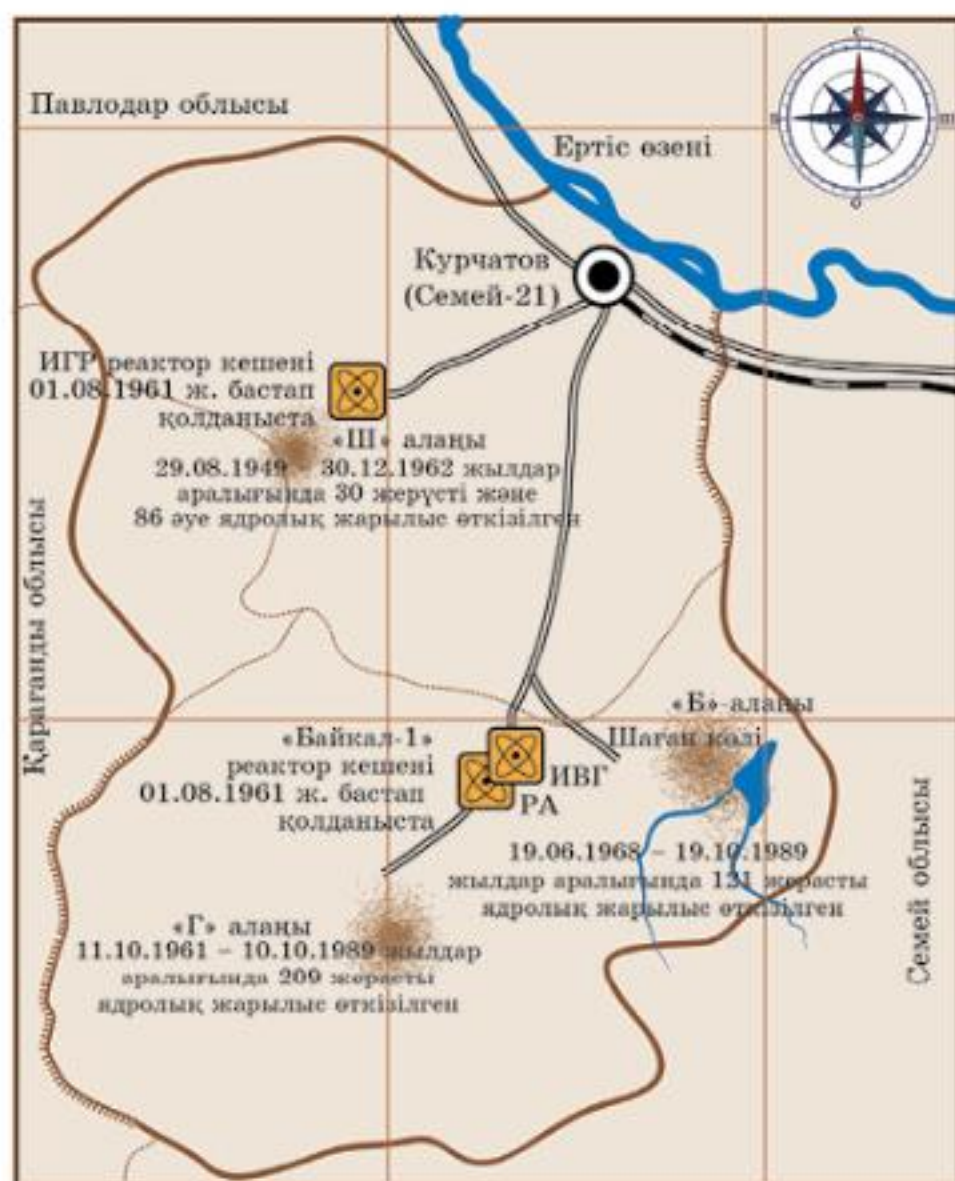 С
В
Ш
О
Павлодар облысы
Ертіс өзені
Курчатов
(Семей-21)
ИГР реактор кешені
01.08.1961 ж. бастап
қолданыста
«Ш» алаңы
29.08.1949 – 30.12.1962 жылдар
аралығында 30 жерүсті және
86 әуе ядролық жарылыс өткізілген
Қарағанды облысы
«Б» алаңы
Шаған көлі
«Байкал-1»
реактор кешені
01.08.1961 ж. бастап
қолданыста
ИВГ
РА
19.06.1968 – 19.10.1989
жылдар аралығында 131 жерасты
ядролық жарылыс өткізілген
«Г» алаңы
11.10.1961 – 10.10.1989 жылдар
аралығында 209 жерасты
ядролық жарылыс өткізілген
Семей облысы